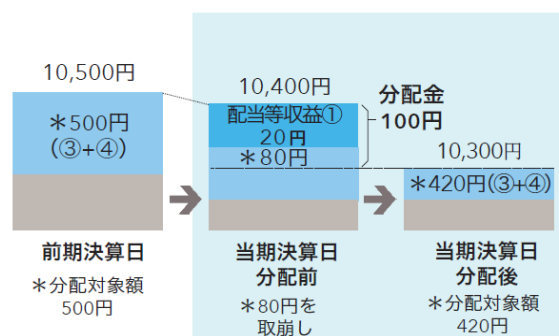 10,500円
＊500円
(③+④)
前期決算日
＊分配対象額
500円
10,400円
配当等収益①
20円
＊80円
分配金
100円
当期決算日
分配前
＊80円を
取崩し
10,300円
＊420円(③+④)
当期決算日
分配後
＊分配対象額
420円